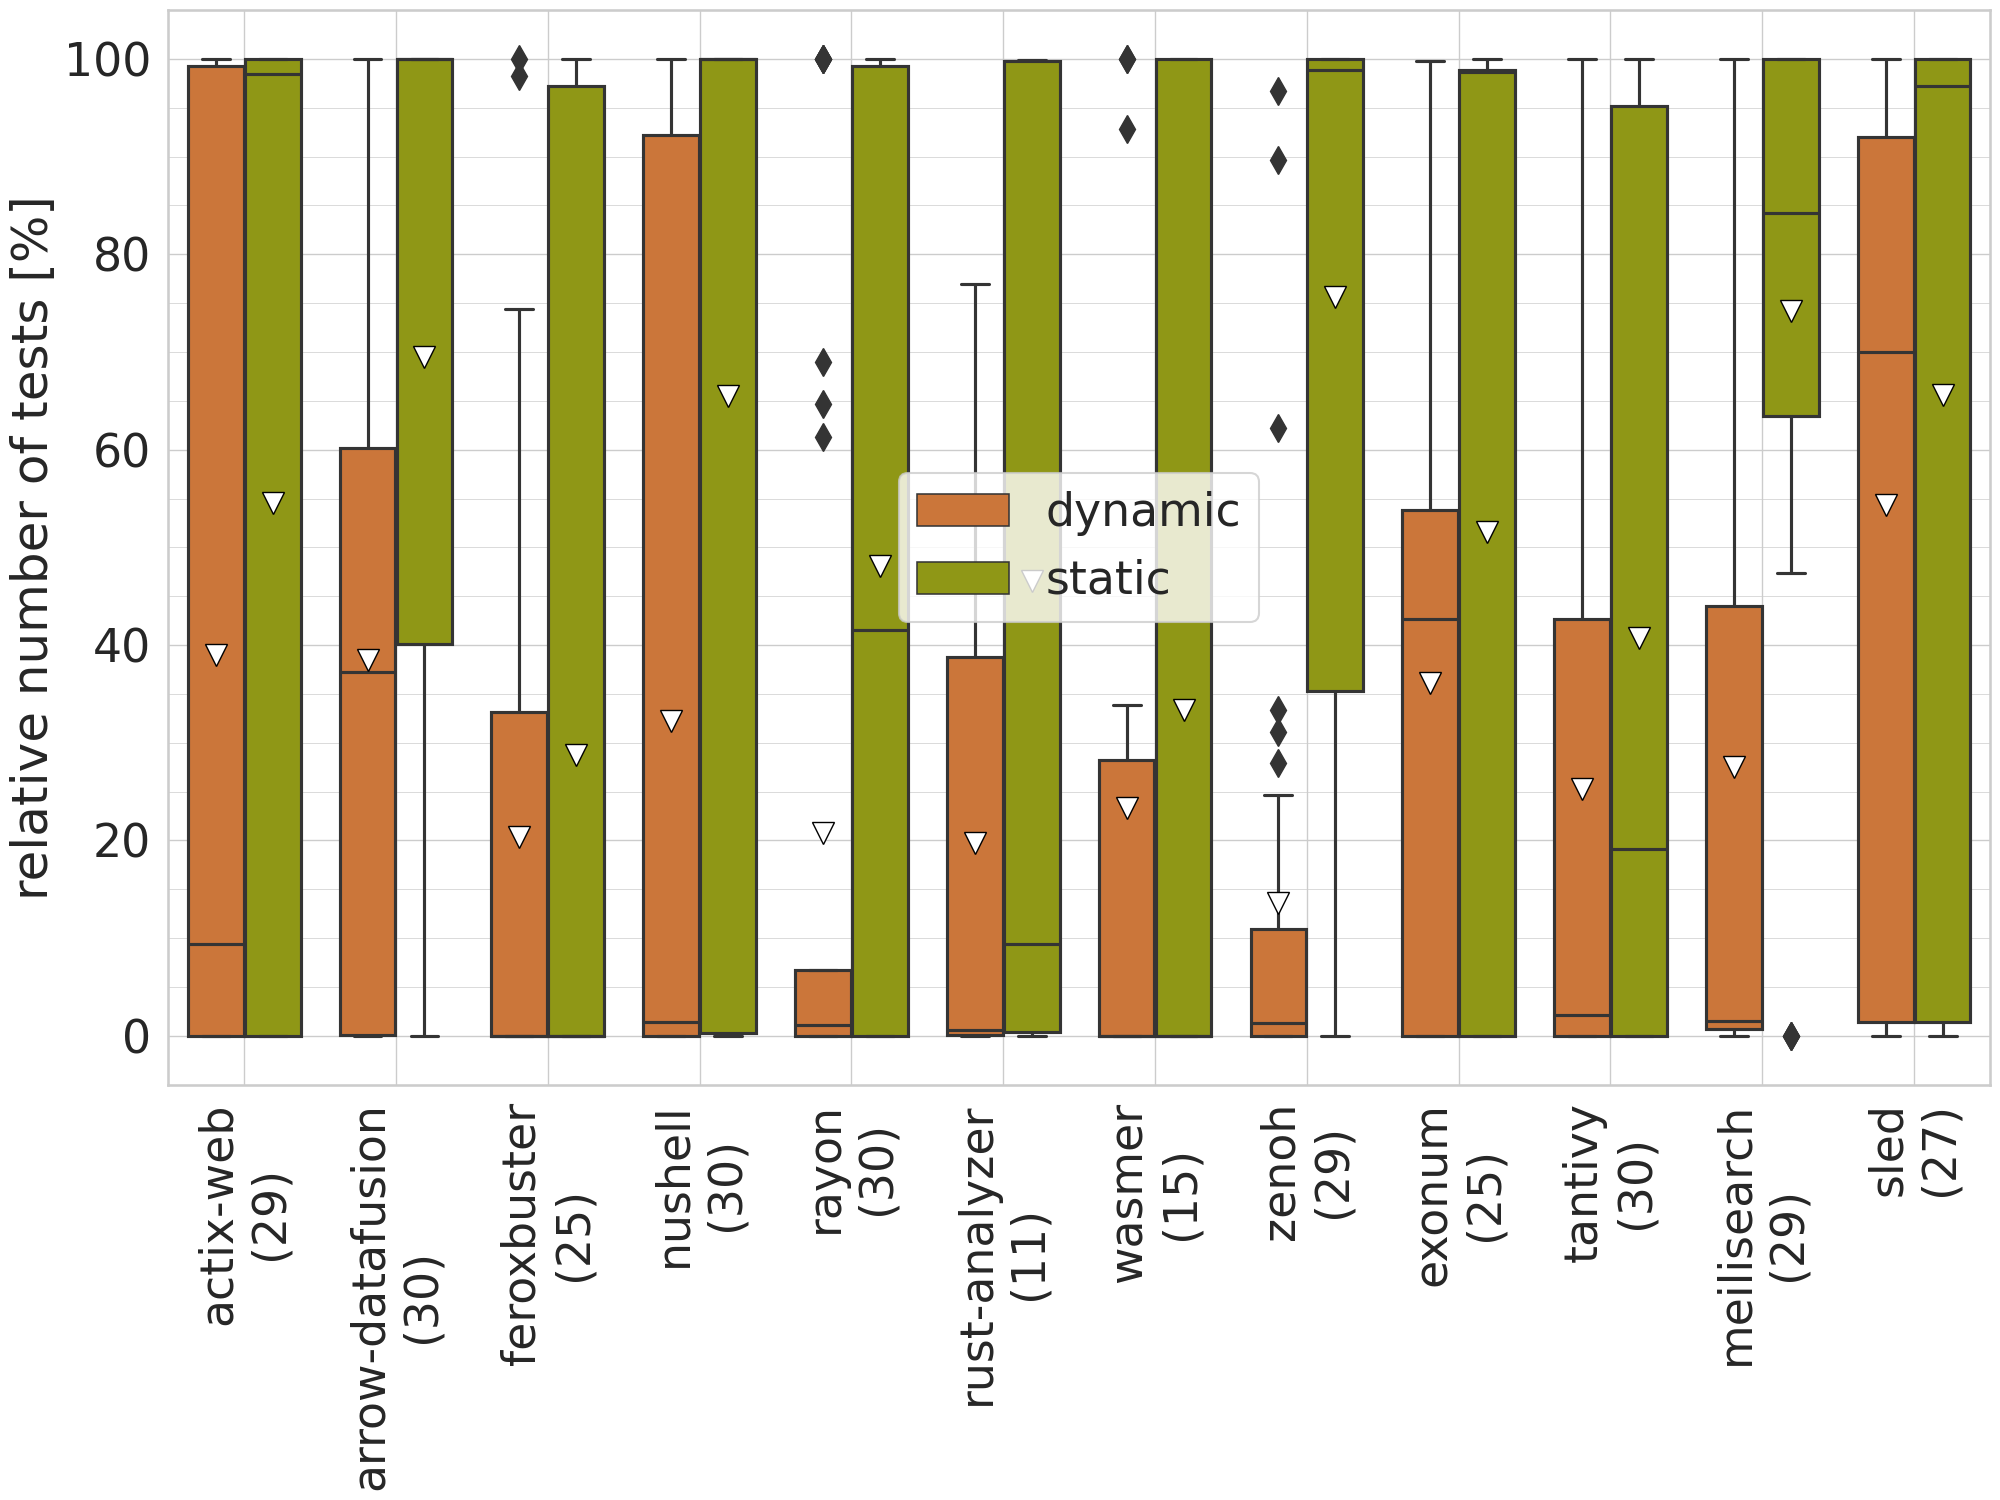 relative number of tests [%]
100
80
60
40
20
0
dynamic
static
actix-web
(29)
arrow-datafusion
(30)
feroxbuster
(25)
nushell
(30)
rayon
(30)
rust-analyzer
(11)
wasmer
(15)
zenoh
(29)
exonum
(25)
tantivy
(30)
meilisearch
(29)
sled
(27)